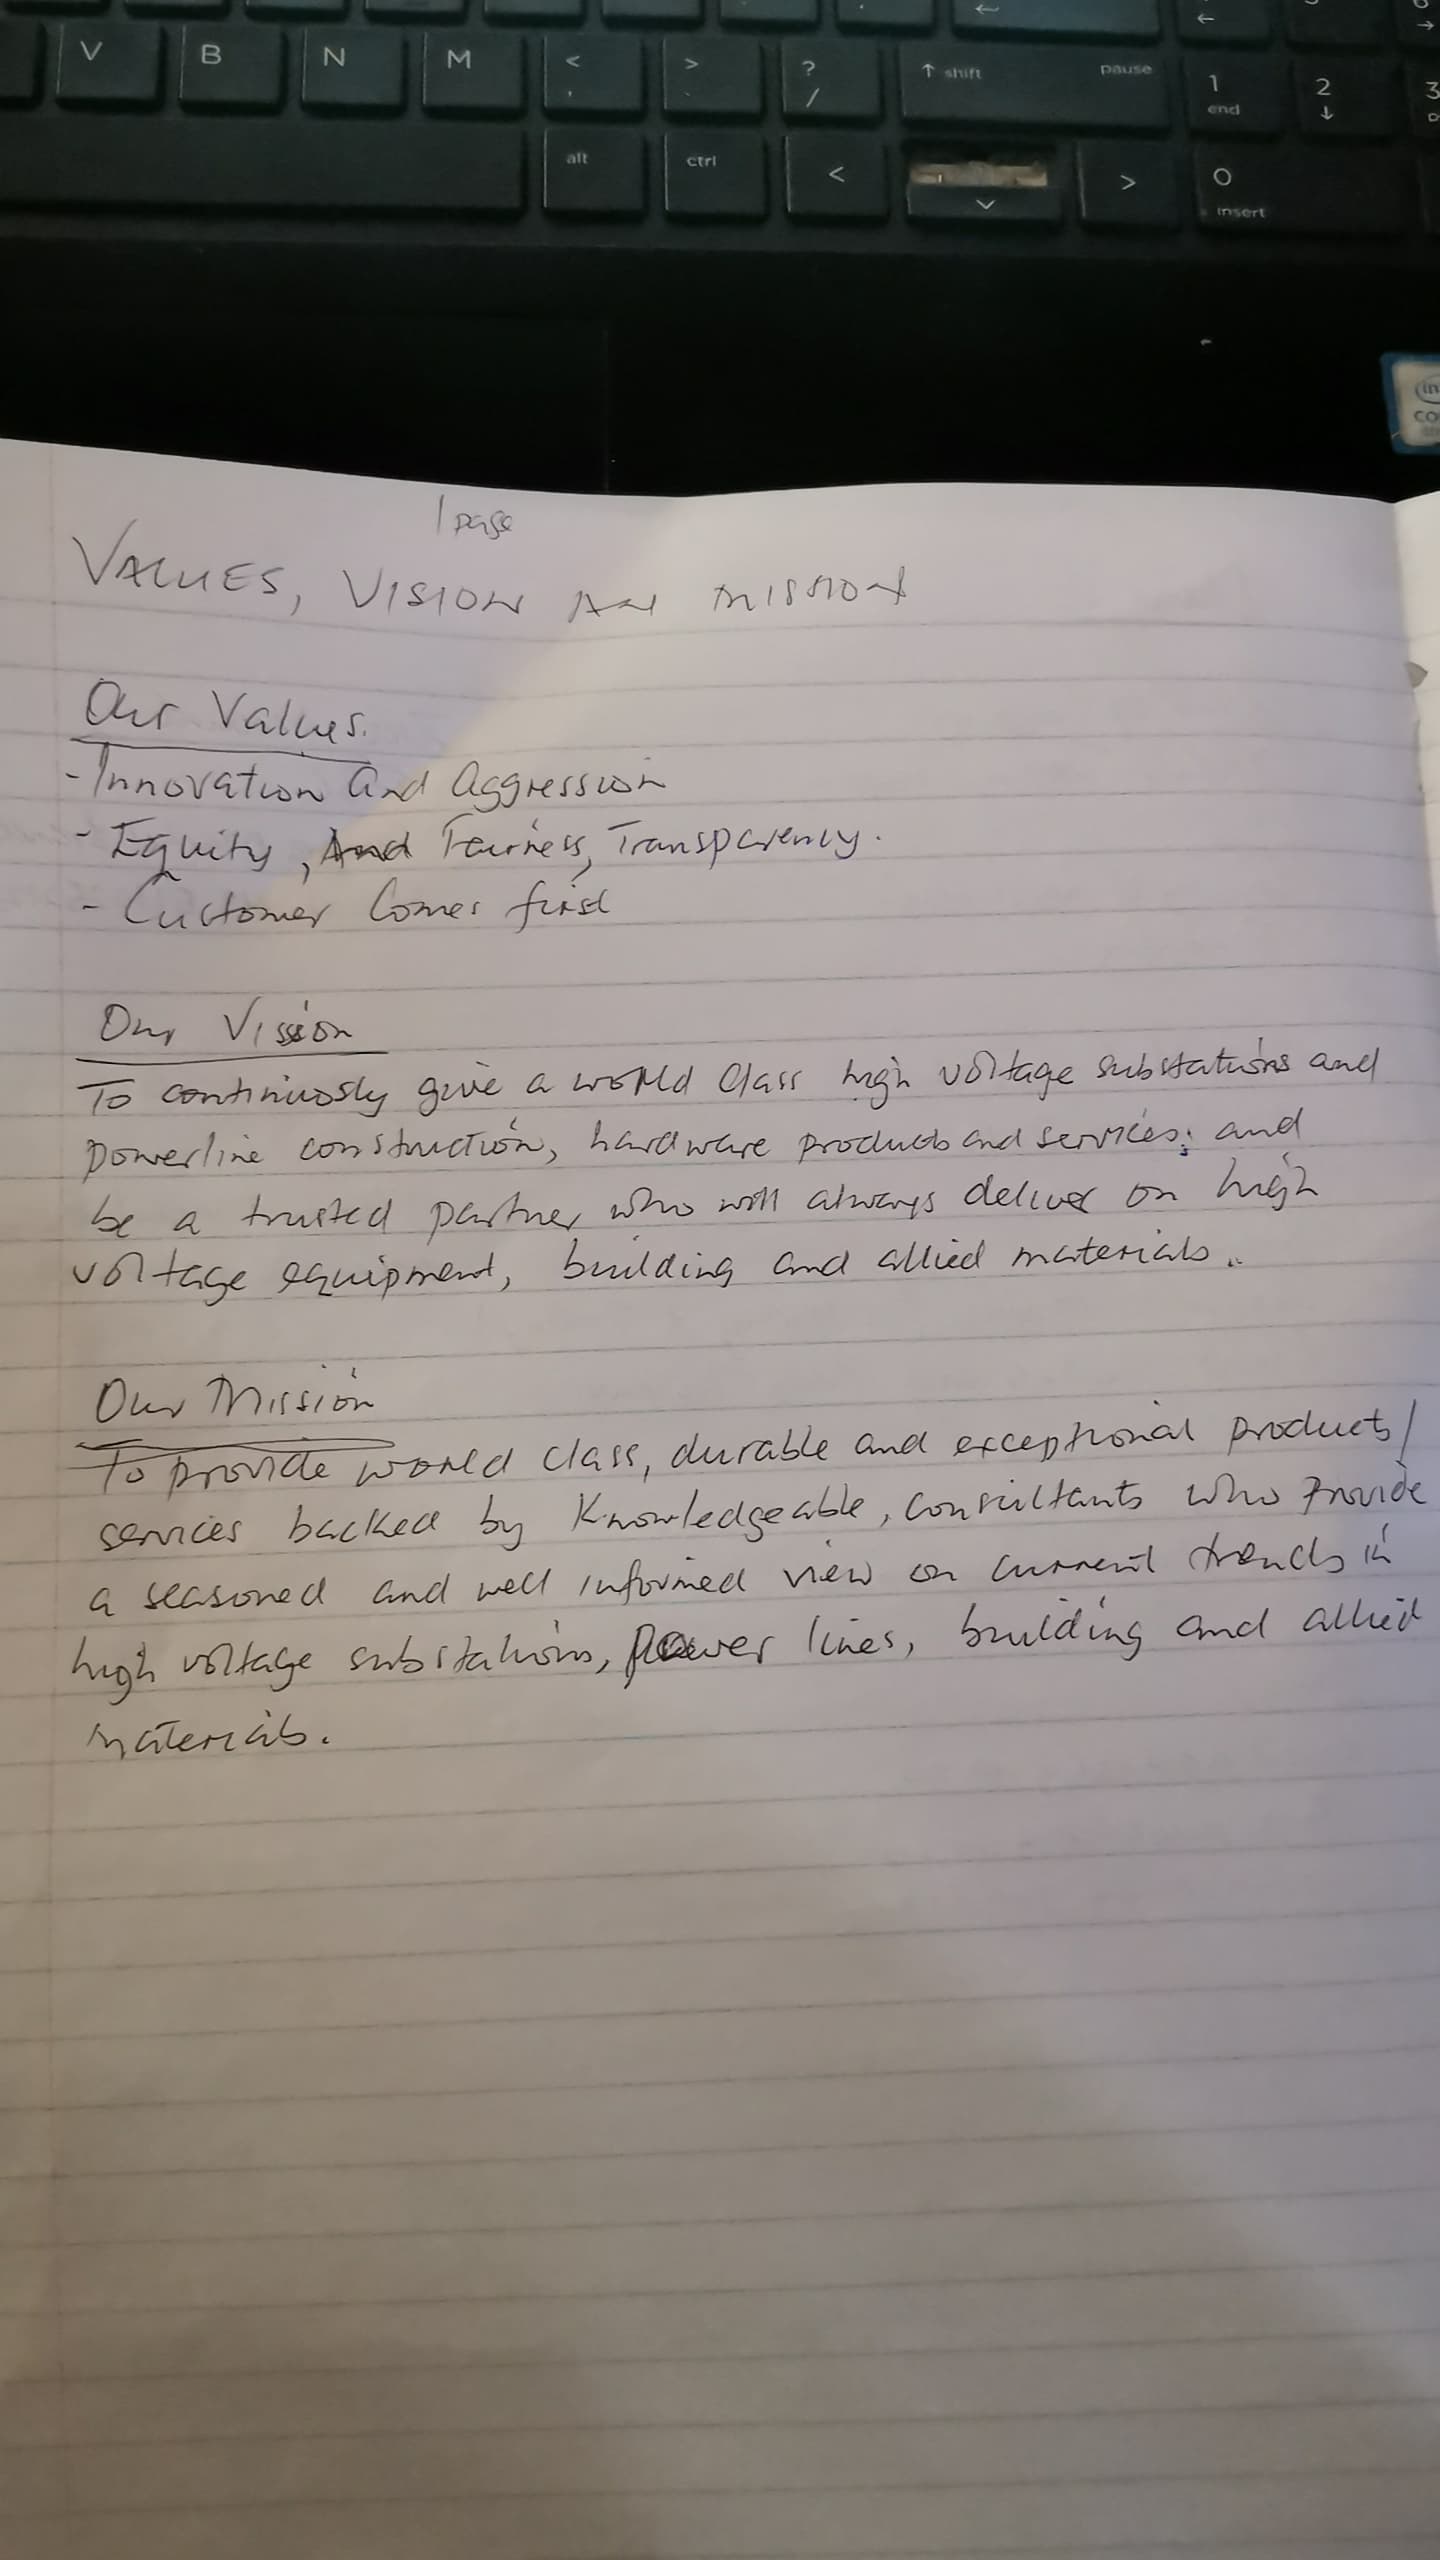 V B N M < , > . ? / ↑ shift pause 1 end 2 ↓ 3
alt ctrl < ∨ > 0 insert
1 page
VALUES, VISION AN MISSION
Our Values.
- Innovation and Aggression
- Equity, And Fairness, Transparency.
- Customer Comes first
Our Vission
To continuosly give a world class high voltage substations and
powerline construction, hardware products and services; and
be a trusted partner who will always deliver on high
voltage equipment, building and allied materials.
Our Mission
To provide world class, durable and exceptional products/
services backed by Knowledgeable, consultants who Provide
a seasoned and well informed view on current trends in
high voltage substations, Power lines, building and allied
materials.